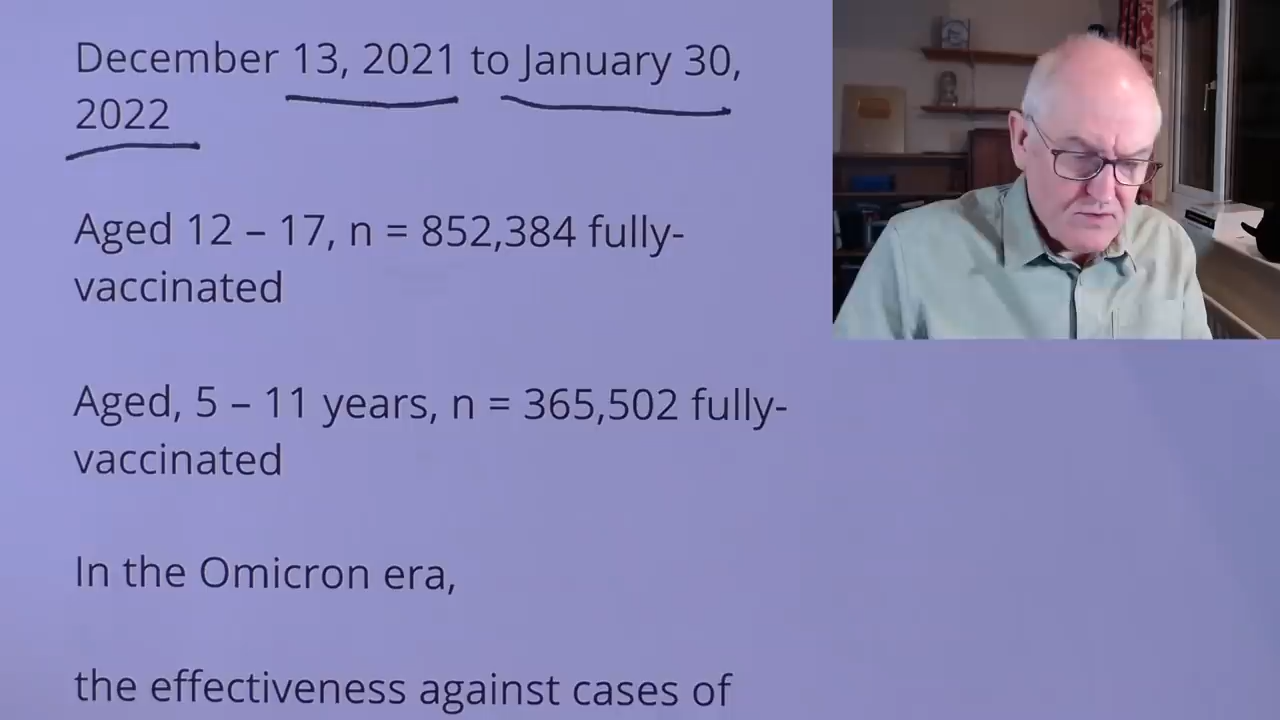 December 13, 2021 to January 30,
2022
Aged 12 – 17, n = 852,384 fully-
vaccinated
Aged, 5 – 11 years, n = 365,502 fully-
vaccinated
In the Omicron era,
the effectiveness against cases of